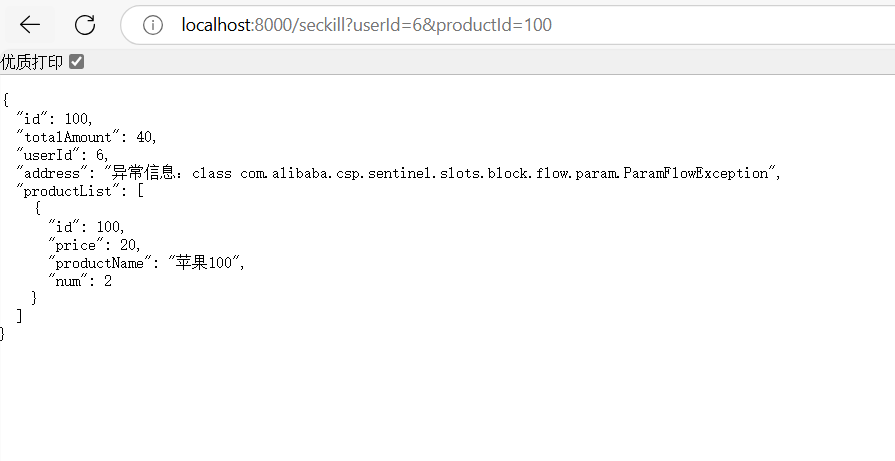 localhost:8000/seckill?userId=6&productId=100
优质打印
{
  "id": 100,
  "totalAmount": 40,
  "userId": 6,
  "address": "异常信息：class com.alibaba.csp.sentinel.slots.block.flow.param.ParamFlowException",
  "productList": [
    {
      "id": 100,
      "price": 20,
      "productName": "苹果100",
      "num": 2
    }
  ]
}